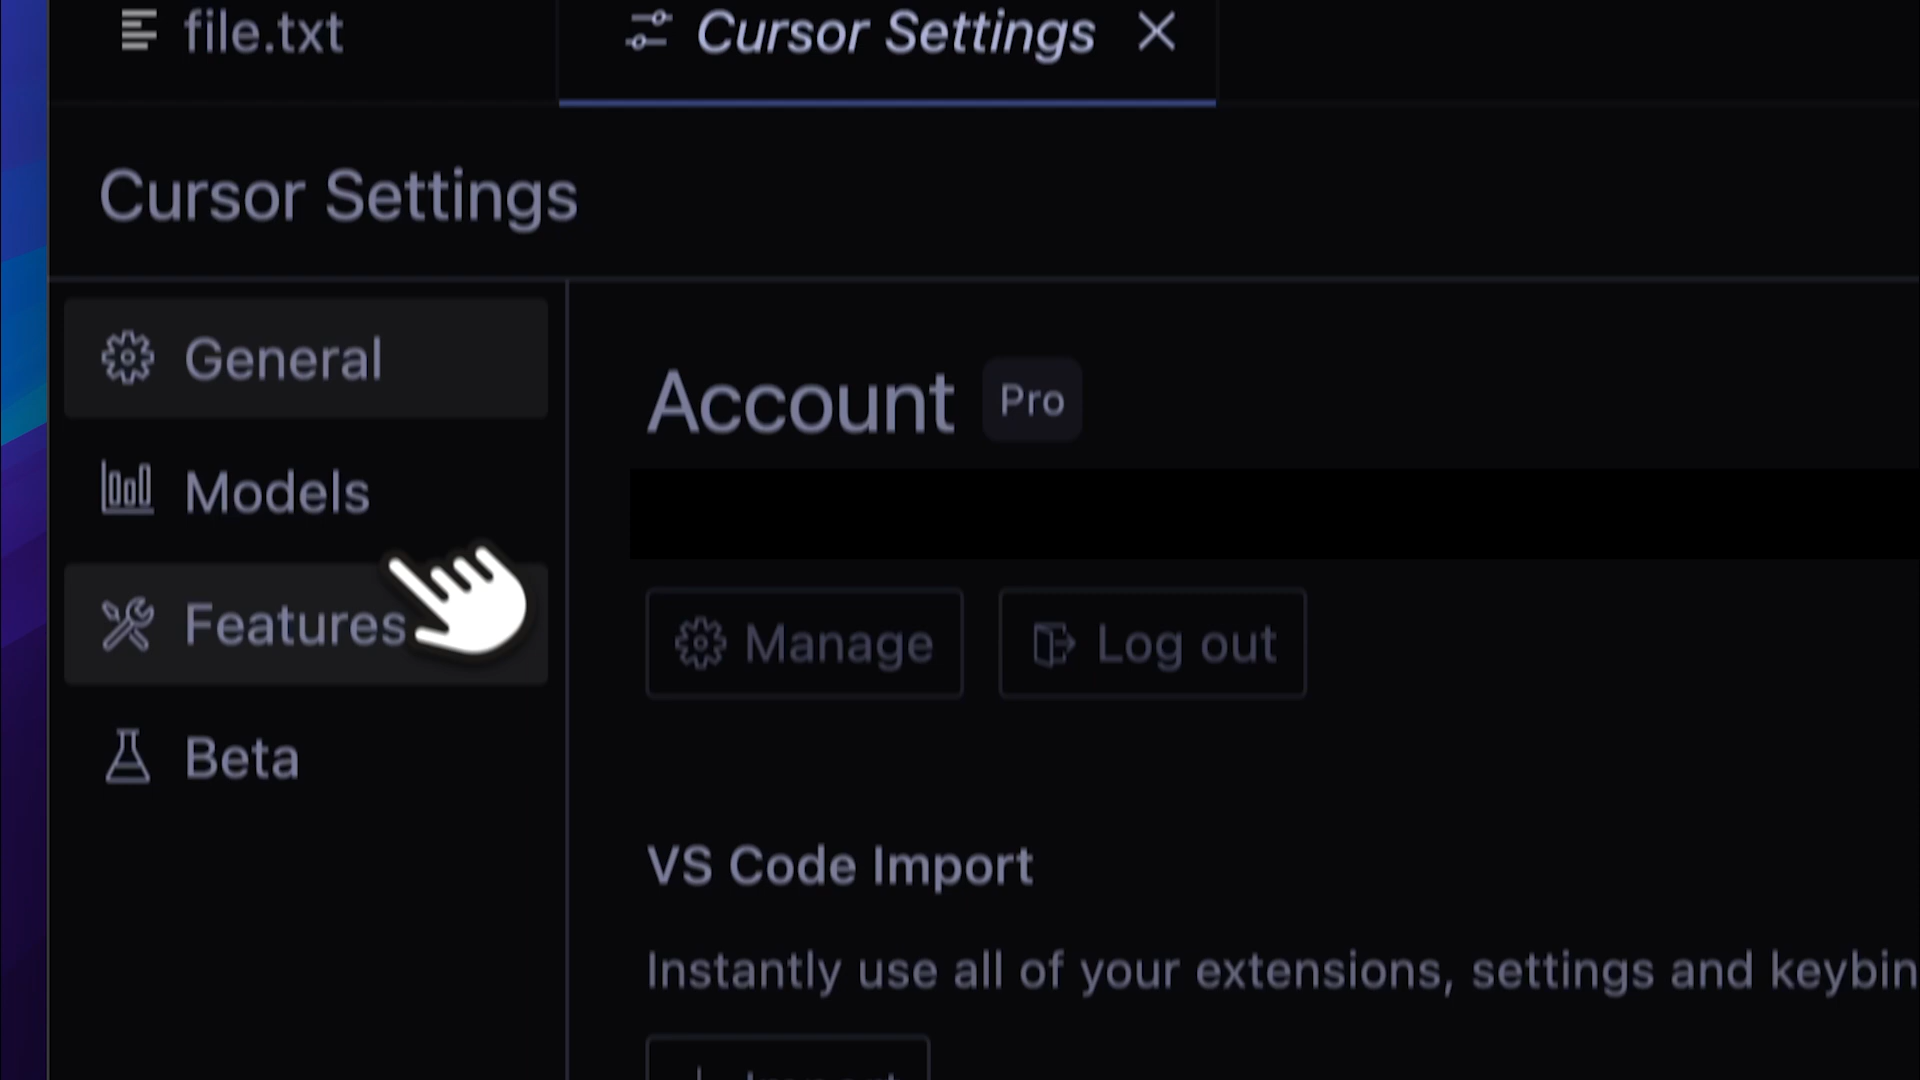 file.txt
Cursor Settings
Cursor Settings
General
Models
Features
Beta
Account
Pro
Manage
Log out
VS Code Import
Instantly use all of your extensions, settings and keybin